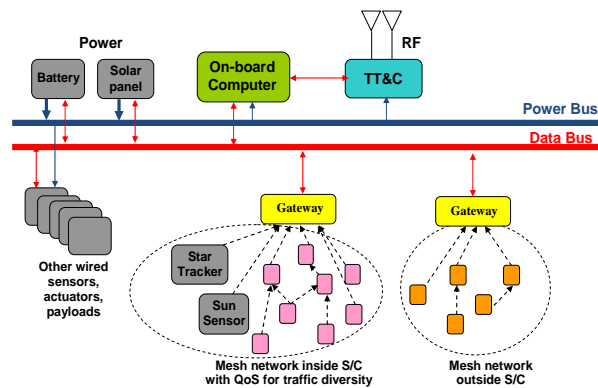 Power
RF
Battery
Solar
panel
On-board
Computer
TT&C
Power Bus
Data Bus
Gateway
Gateway
Star
Tracker
Sun
Sensor
Other wired
sensors,
actuators,
payloads
Mesh network inside S/C
with QoS for traffic diversity
Mesh network
outside S/C